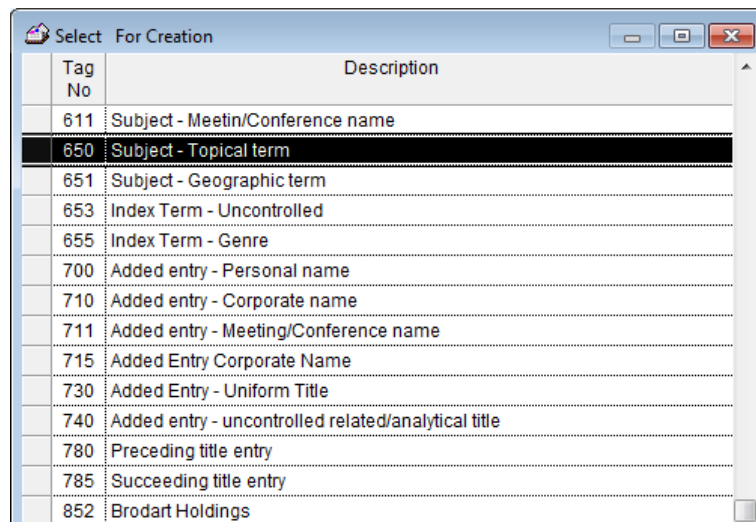 Select For Creation
Tag No Description
611 Subject - Meetin/Conference name
650 Subject - Topical term
651 Subject - Geographic term
653 Index Term - Uncontrolled
655 Index Term - Genre
700 Added entry - Personal name
710 Added entry - Corporate name
711 Added entry - Meeting/Conference name
715 Added Entry Corporate Name
730 Added Entry - Uniform Title
740 Added entry - uncontrolled related/analytical title
780 Preceding title entry
785 Succeeding title entry
852 Brodart Holdings